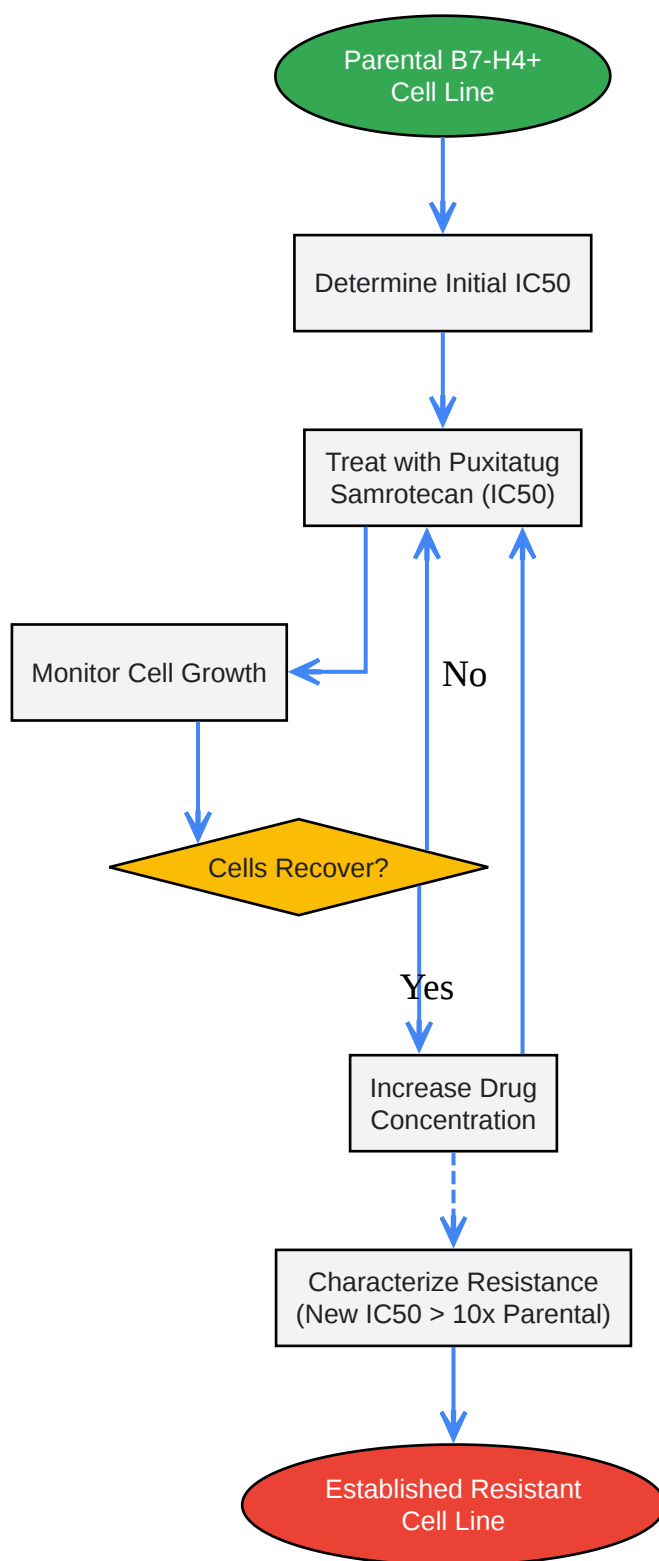 Parental B7-H4+
Cell Line
Determine Initial IC50
Treat with Puxitatug
Samrotecan (IC50)
Monitor Cell Growth
No
Cells Recover?
Yes
Increase Drug
Concentration
Characterize Resistance
(New IC50 > 10x Parental)
Established Resistant
Cell Line